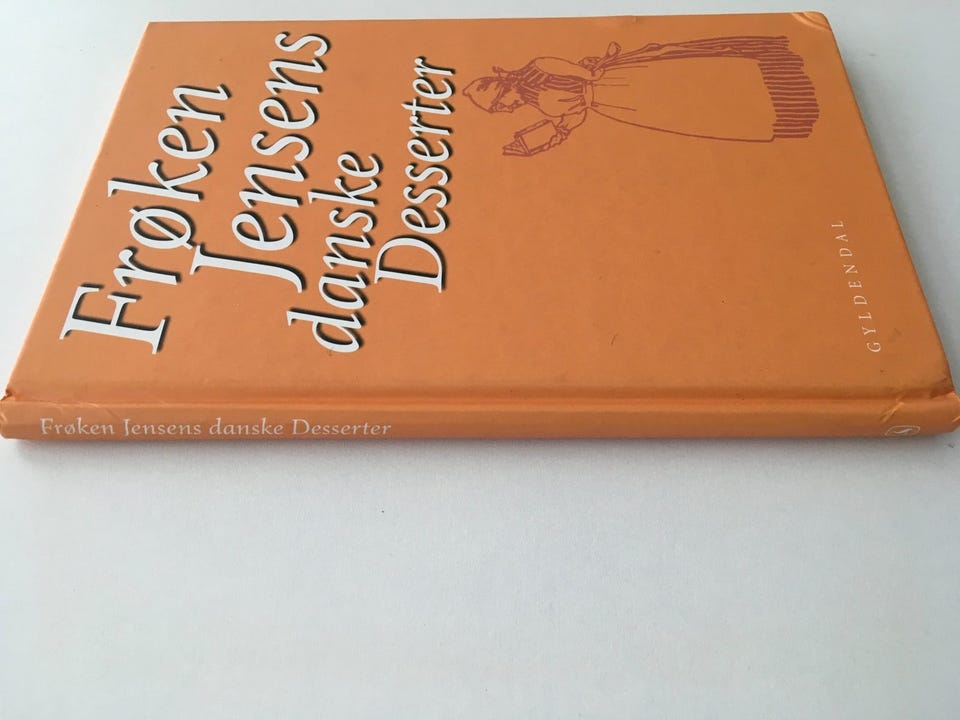 Frøken
Jensens
danske
Desserter
GYLDENDAL
Frøken Jensens danske Desserter